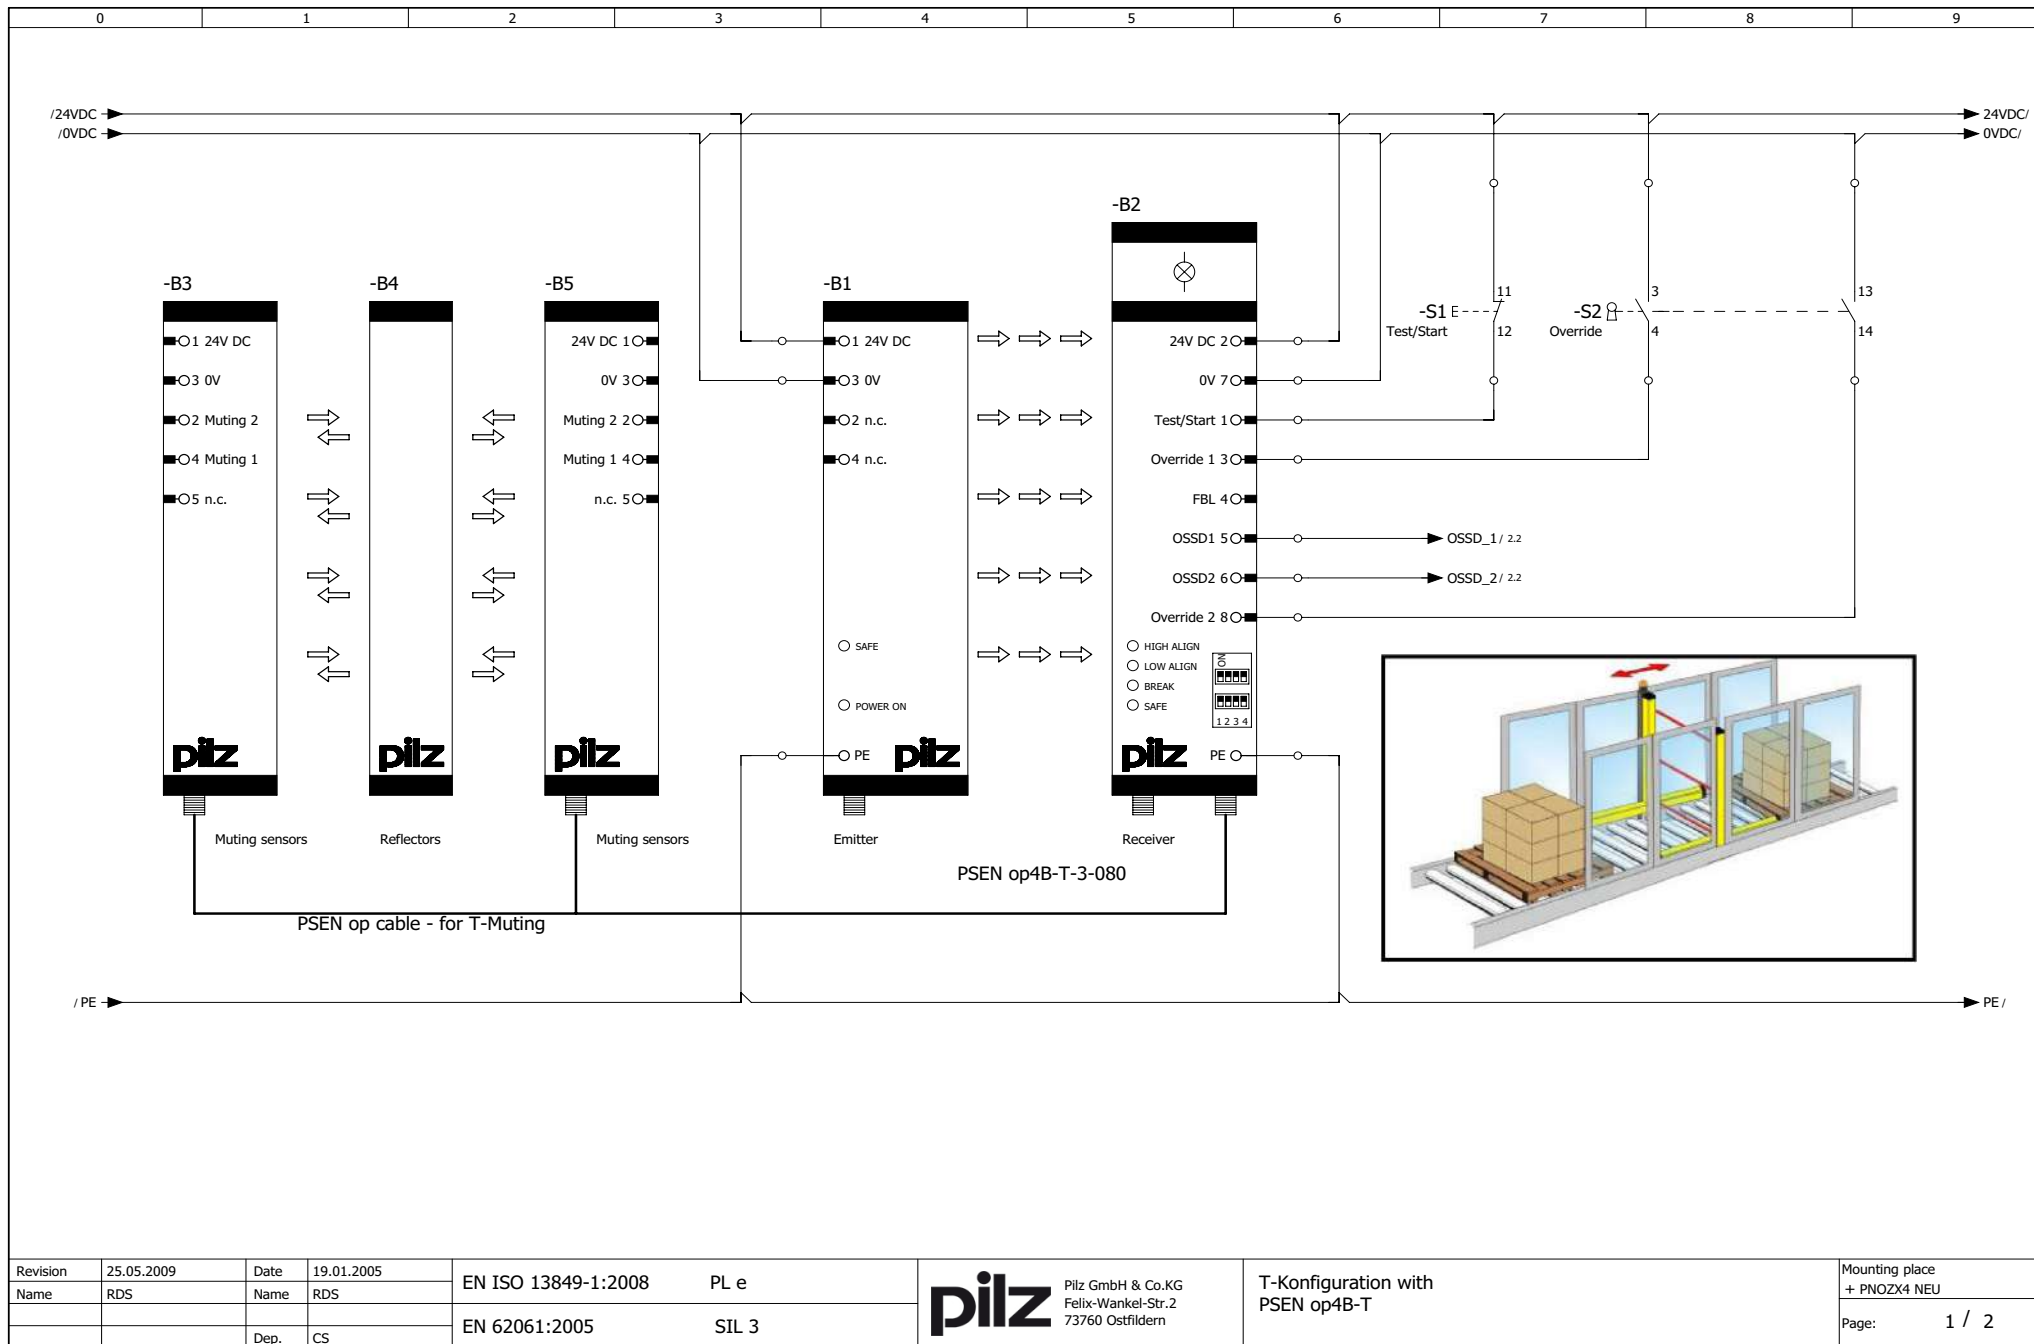 0 1 2 3 4 5 6 7 8 9
/24VDC 24VDC/
/0VDC 0VDC/
-B2
-B3 -B4 -B5 -B1
11 3 13
-S1 -S2
Test/Start 12 Override 4 14
1 24V DC 24V DC 1 1 24V DC 24V DC 2
3 0V 0V 3 3 0V 0V 7
2 Muting 2 Muting 2 2 2 n.c. Test/Start 1
4 Muting 1 Muting 1 4 4 n.c. Override 1 3
5 n.c. n.c. 5 FBL 4
OSSD1 5 OSSD_1/ 2.2
OSSD2 6 OSSD_2/ 2.2
Override 2 8
SAFE HIGH ALIGN ON
LOW ALIGN
BREAK
POWER ON SAFE
1 2 3 4
pilz pilz pilz PE pilz pilz PE
Muting sensors Reflectors Muting sensors Emitter Receiver
PSEN op4B-T-3-080
PSEN op cable - for T-Muting
/ PE PE /
Revision 25.05.2009 Date 19.01.2005
Name RDS Name RDS
Dep. CS
EN ISO 13849-1:2008 PL e
EN 62061:2005 SIL 3
pilz
Pilz GmbH & Co.KG
Felix-Wankel-Str.2
73760 Ostfildern
T-Konfiguration with
PSEN op4B-T
Mounting place
+ PNOZX4 NEU
Page: 1 / 2